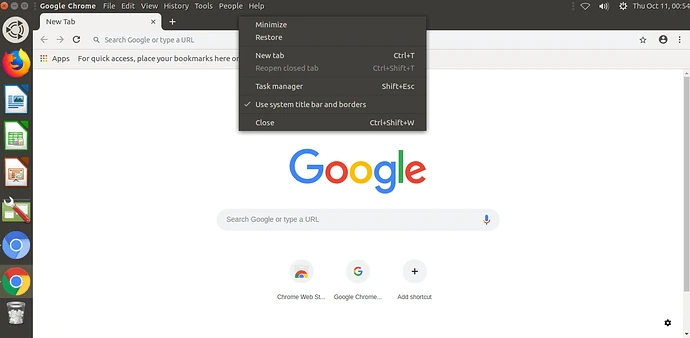 Google Chrome File Edit View History Tools People Help
Thu Oct 11, 00:54
New Tab
Search Google or type a URL
Apps For quick access, place your bookmarks here on
Minimize
Restore
New tab Ctrl+T
Reopen closed tab Ctrl+Shift+T
Task manager Shift+Esc
Use system title bar and borders
Close Ctrl+Shift+W
Google
Search Google or type a URL
Chrome Web St... Google Chrome... Add shortcut